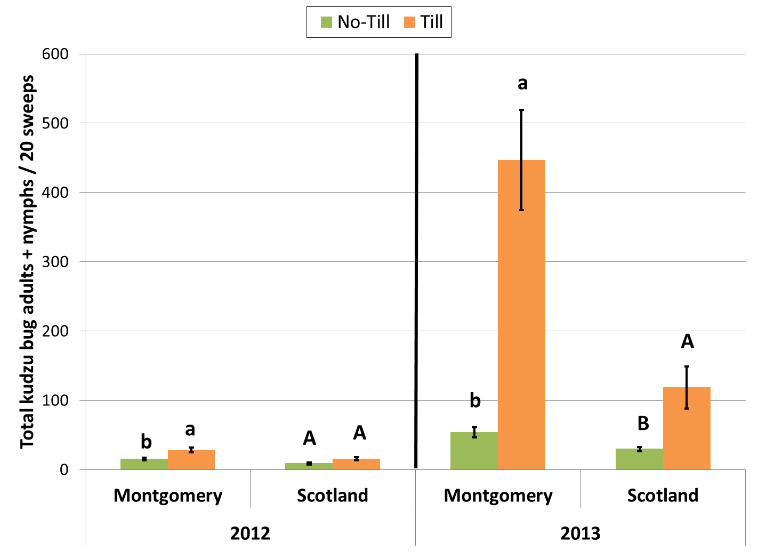 No-Till Till
Total kudzu bug adults + nymphs / 20 sweeps
600
500
400
300
200
100
0
b a A A b a B A
Montgomery Scotland Montgomery Scotland
2012 2013